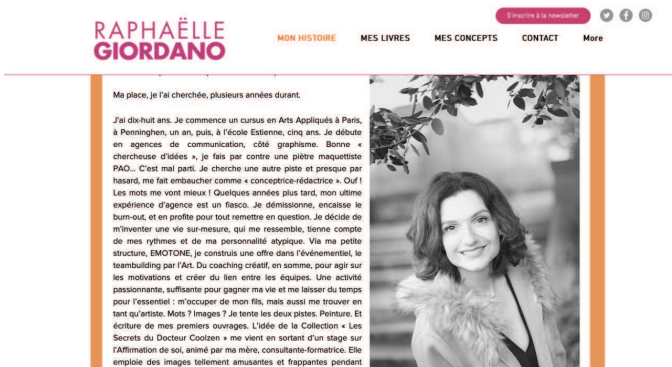 S'inscrire à la newsletter
RAPHAËLLE
GIORDANO
MON HISTOIRE MES LIVRES MES CONCEPTS CONTACT More
Ma place, je l'ai cherchée, plusieurs années durant.
J'ai dix-huit ans. Je commence un cursus en Arts Appliqués à Paris,
à Penninghen, un an, puis, à l'école Estienne, cinq ans. Je débute
en agences de communication, côté graphisme. Bonne «
chercheuse d'idées », je fais par contre une piètre maquettiste
PAO... C'est mal parti. Je cherche une autre piste et presque par
hasard, me fait embaucher comme « conceptrice-rédactrice ». Ouf !
Les mots me vont mieux ! Quelques années plus tard, mon ultime
expérience d'agence est un fiasco. Je démissionne, encaisse le
burn-out, et en profite pour tout remettre en question. Je décide de
m'inventer une vie sur-mesure, qui me ressemble, tienne compte
de mes rythmes et de ma personnalité atypique. Via ma petite
structure, EMOTONE, je construis une offre dans l'événementiel, le
teambuilding par l'Art. Du coaching créatif, en somme, pour agir sur
les motivations et créer du lien entre les équipes. Une activité
passionnante, suffisante pour gagner ma vie et me laisser du temps
pour l'essentiel : m'occuper de mon fils, mais aussi me trouver en
tant qu'artiste. Mots ? Images ? Je tente les deux pistes. Peinture. Et
écriture de mes premiers ouvrages. L'idée de la Collection « Les
Secrets du Docteur Coolzen » me vient en sortant d'un stage sur
l'Affirmation de soi, animé par ma mère, consultante-formatrice. Elle
emploie des images tellement amusantes et frappantes pendant